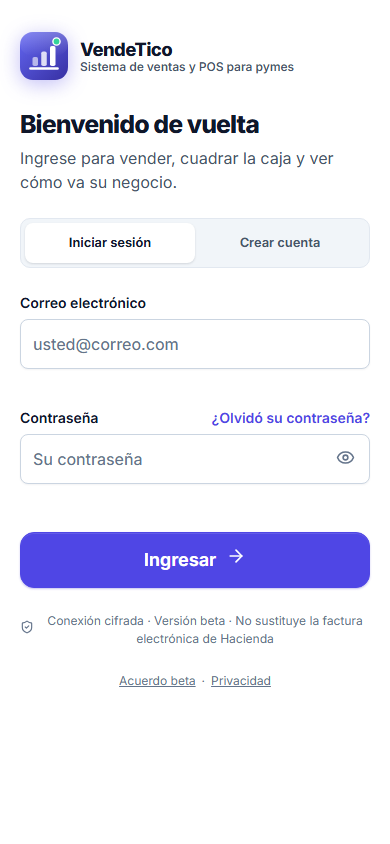 VendeTico
Sistema de ventas y POS para pymes
Bienvenido de vuelta
Ingrese para vender, cuadrar la caja y ver
cómo va su negocio.
Iniciar sesión
Crear cuenta
Correo electrónico
usted@correo.com
Contraseña
¿Olvidó su contraseña?
Su contraseña
Ingresar →
Conexión cifrada · Versión beta · No sustituye la factura
electrónica de Hacienda
Acuerdo beta · Privacidad